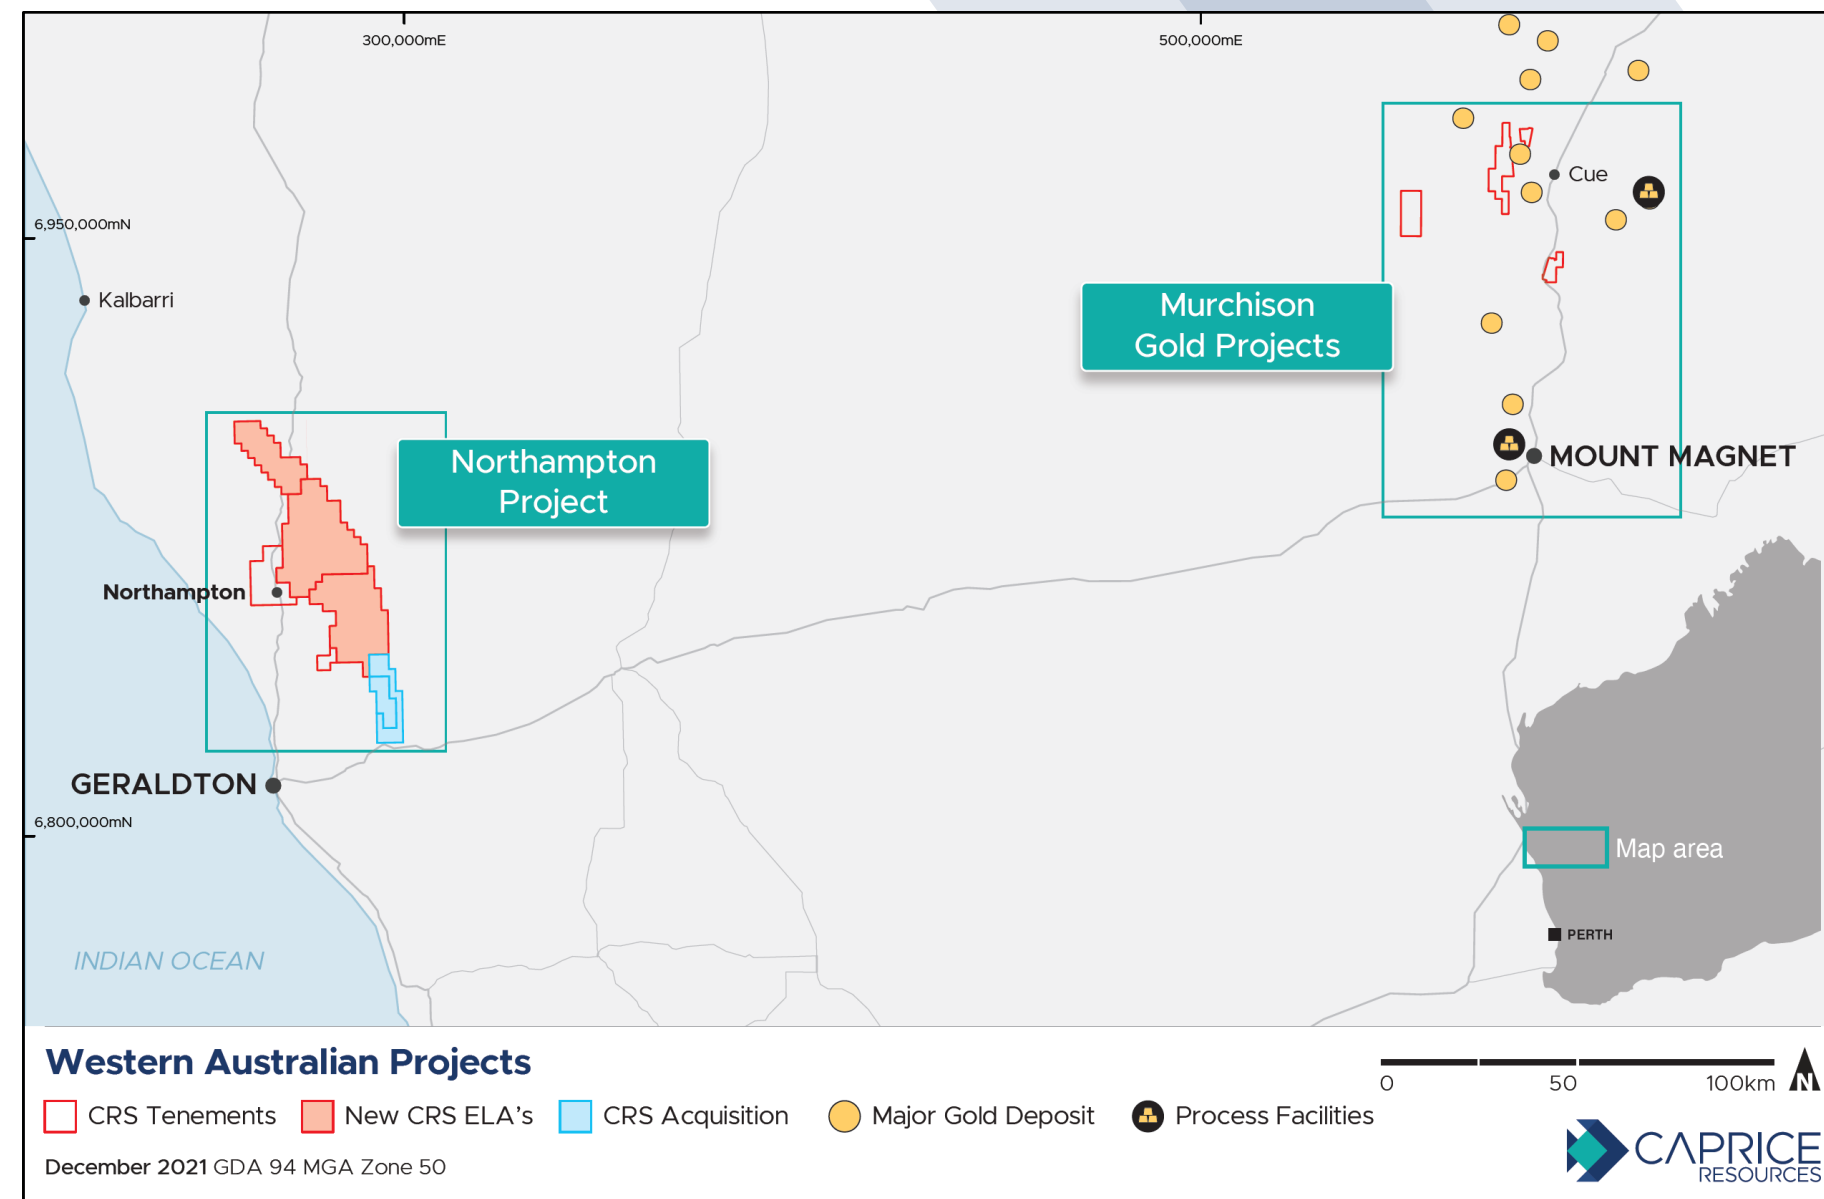 300,000mE
500,000mE
Cue
6,950,000mN
Kalbarri
Murchison
Gold Projects
Northampton
Project
MOUNT MAGNET
Northampton
GERALDTON
6,800,000mN
Map area
PERTH
INDIAN OCEAN
Western Australian Projects
0 50 100km
N
CRS Tenements New CRS ELA's CRS Acquisition Major Gold Deposit Process Facilities
December 2021 GDA 94 MGA Zone 50
CAPRICE
RESOURCES